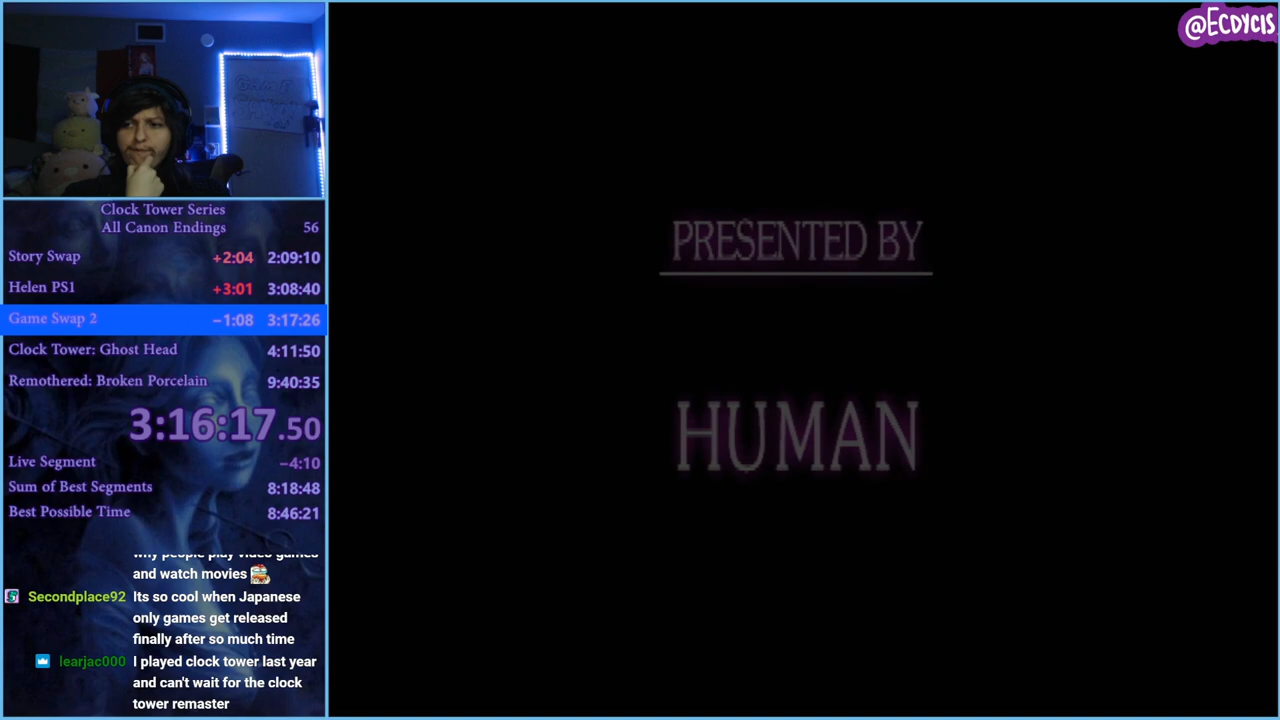 @ECDYCIS
Clock Tower Series
All Canon Endings 56
Story Swap +2:04 2:09:10
Helen PS1 +3:01 3:08:40
Game Swap 2 −1:08 3:17:26
Clock Tower: Ghost Head 4:11:50
Remothered: Broken Porcelain 9:40:35
3:16:17.50
Live Segment −4:10
Sum of Best Segments 8:18:48
Best Possible Time 8:46:21
why people play video games
and watch movies
Secondplace92 Its so cool when Japanese
only games get released
finally after so much time
learjac000 I played clock tower last year
and can't wait for the clock
tower remaster
PRESENTED BY
HUMAN